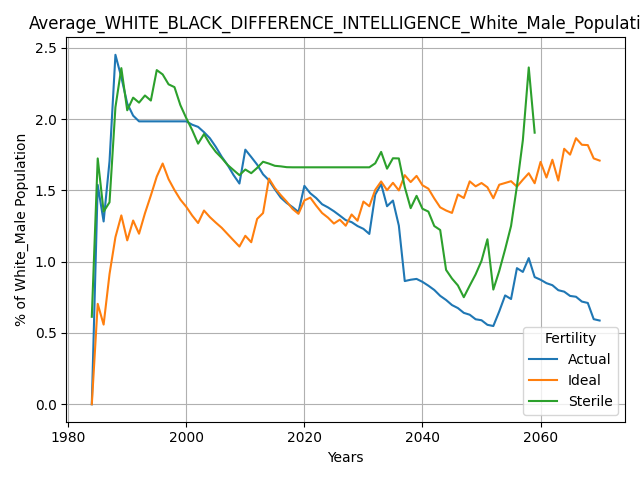 Average_WHITE_BLACK_DIFFERENCE_INTELLIGENCE_White_Male_Populati
% of White_Male Population
2.5
2.0
1.5
1.0
0.5
0.0
1980
2000
2020
2040
2060
Years
Fertility
Actual
Ideal
Sterile